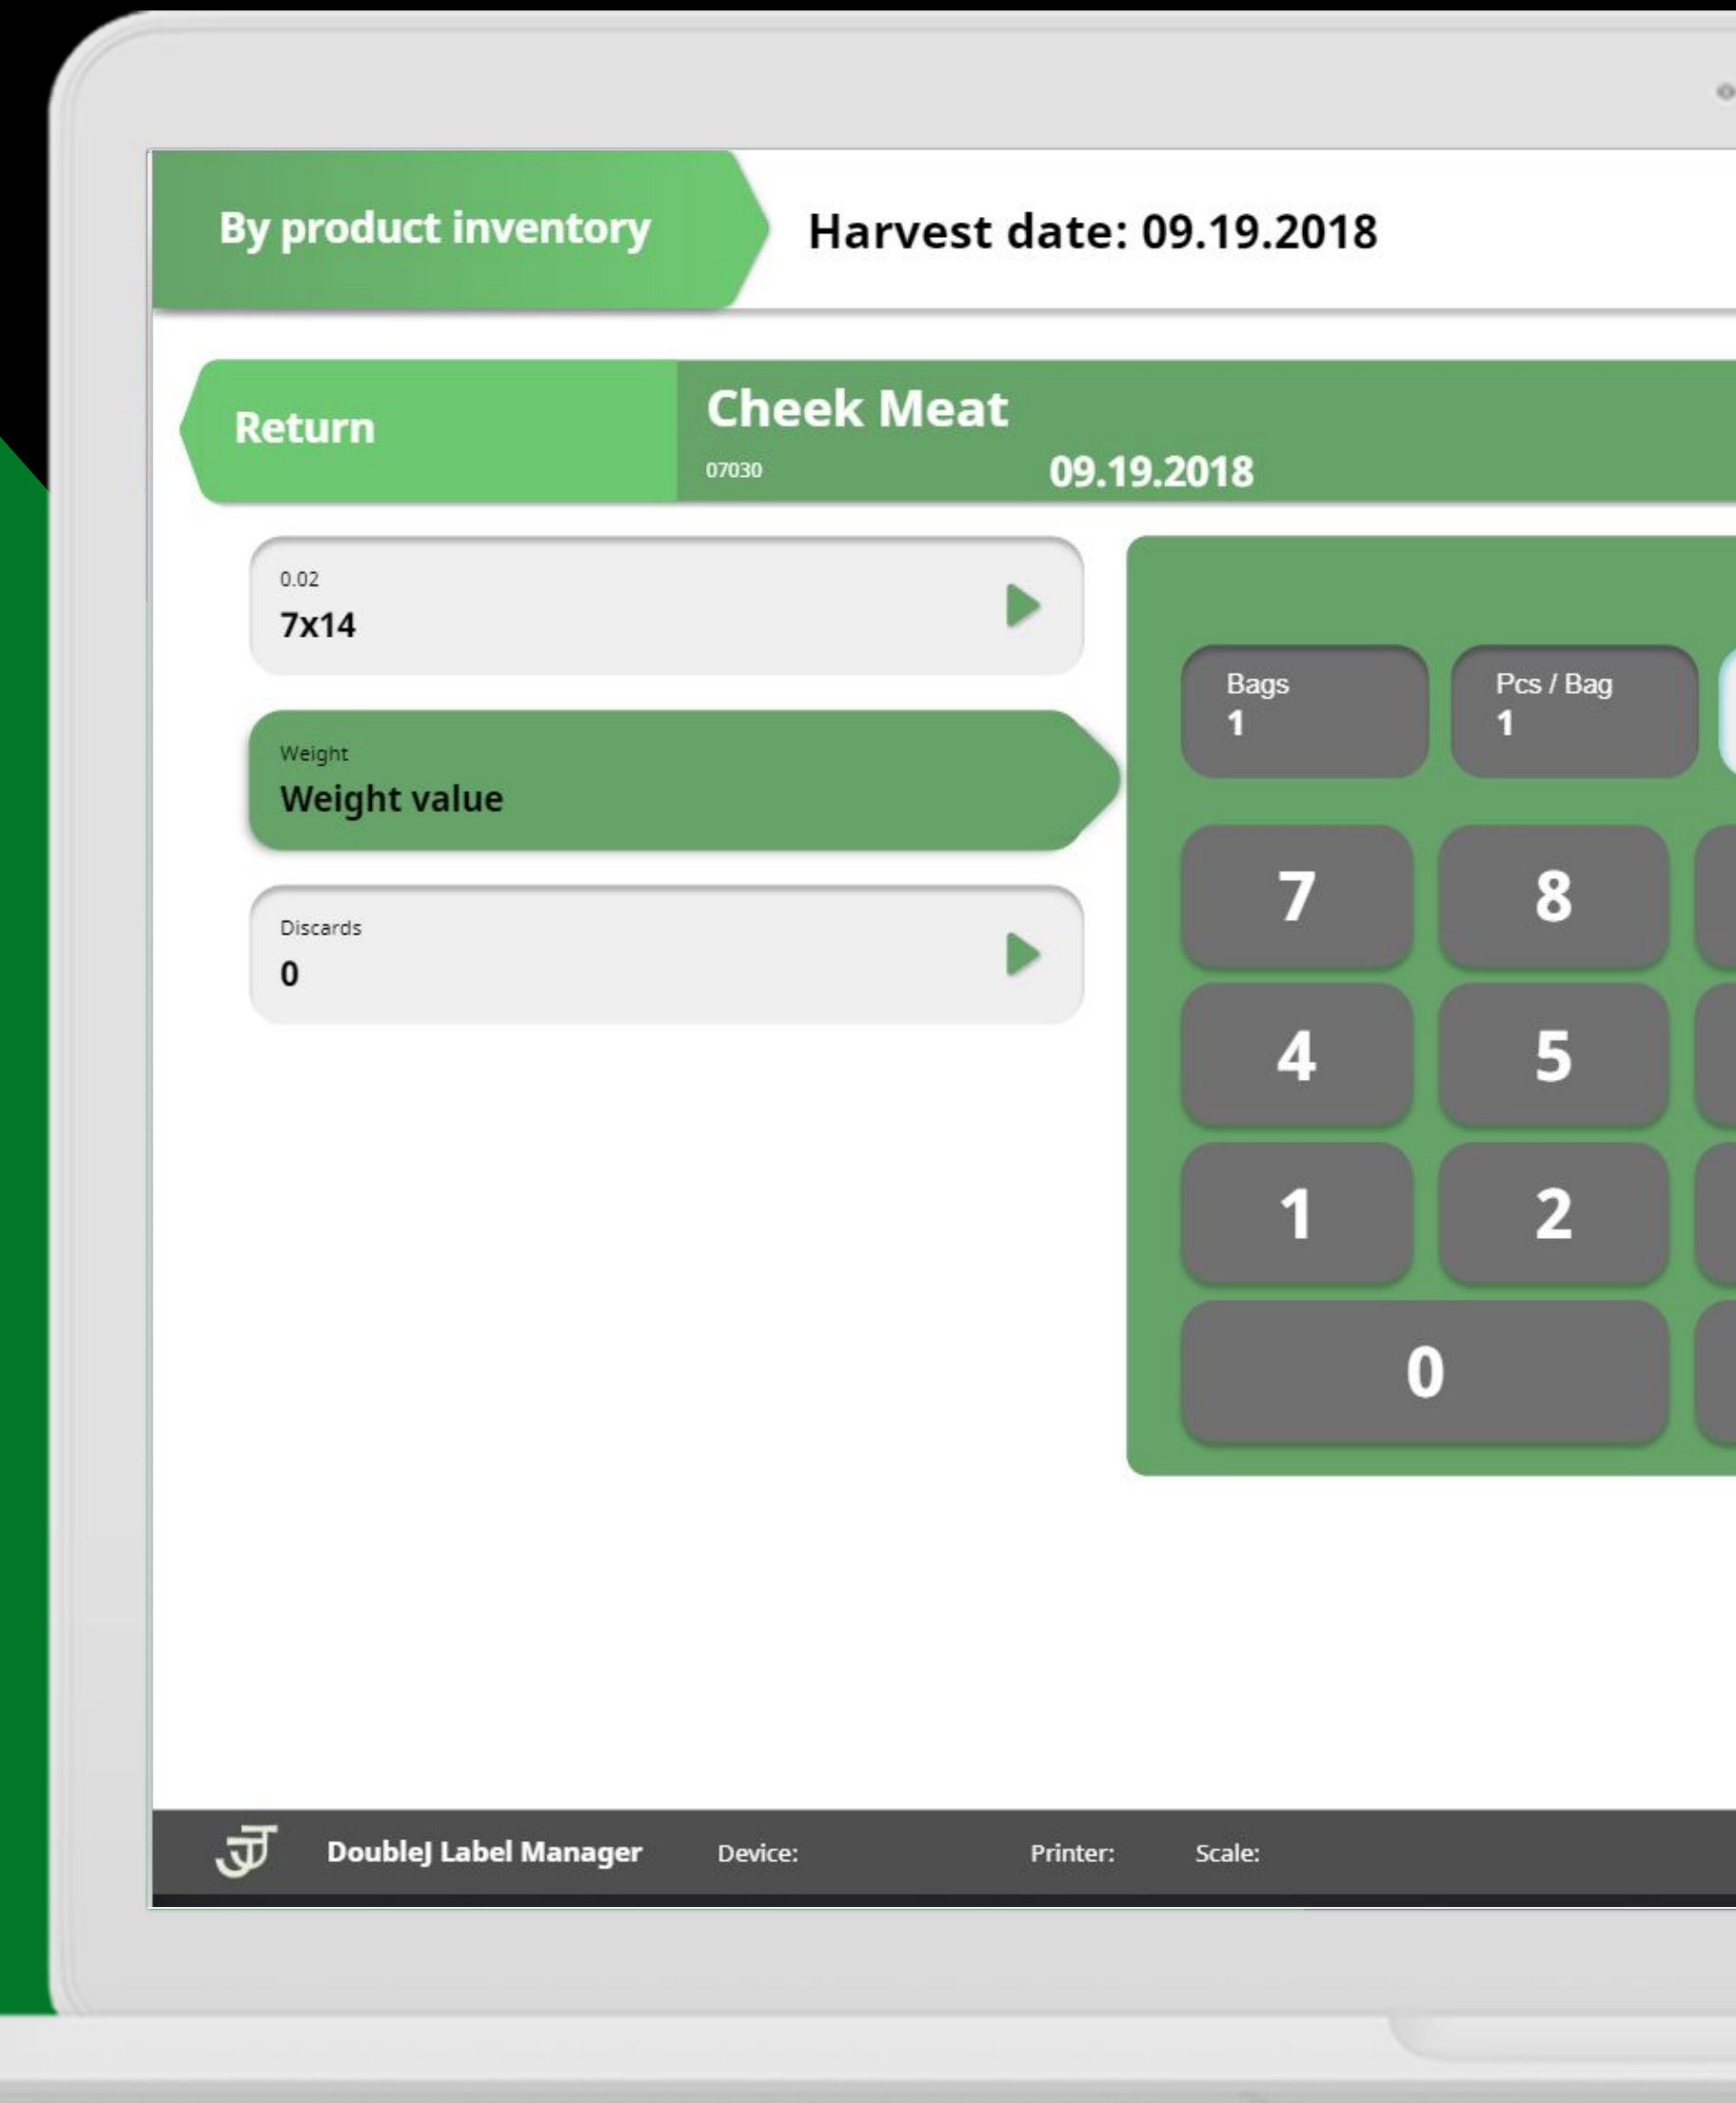 By product inventory
Harvest date: 09.19.2018
Return
Cheek Meat
07030
09.19.2018
0.02
7x14
Weight
Weight value
Discards
0
Bags
1
Pcs / Bag
1
7
8
4
5
1
2
0
DoubleJ Label Manager
Device:
Printer:
Scale: